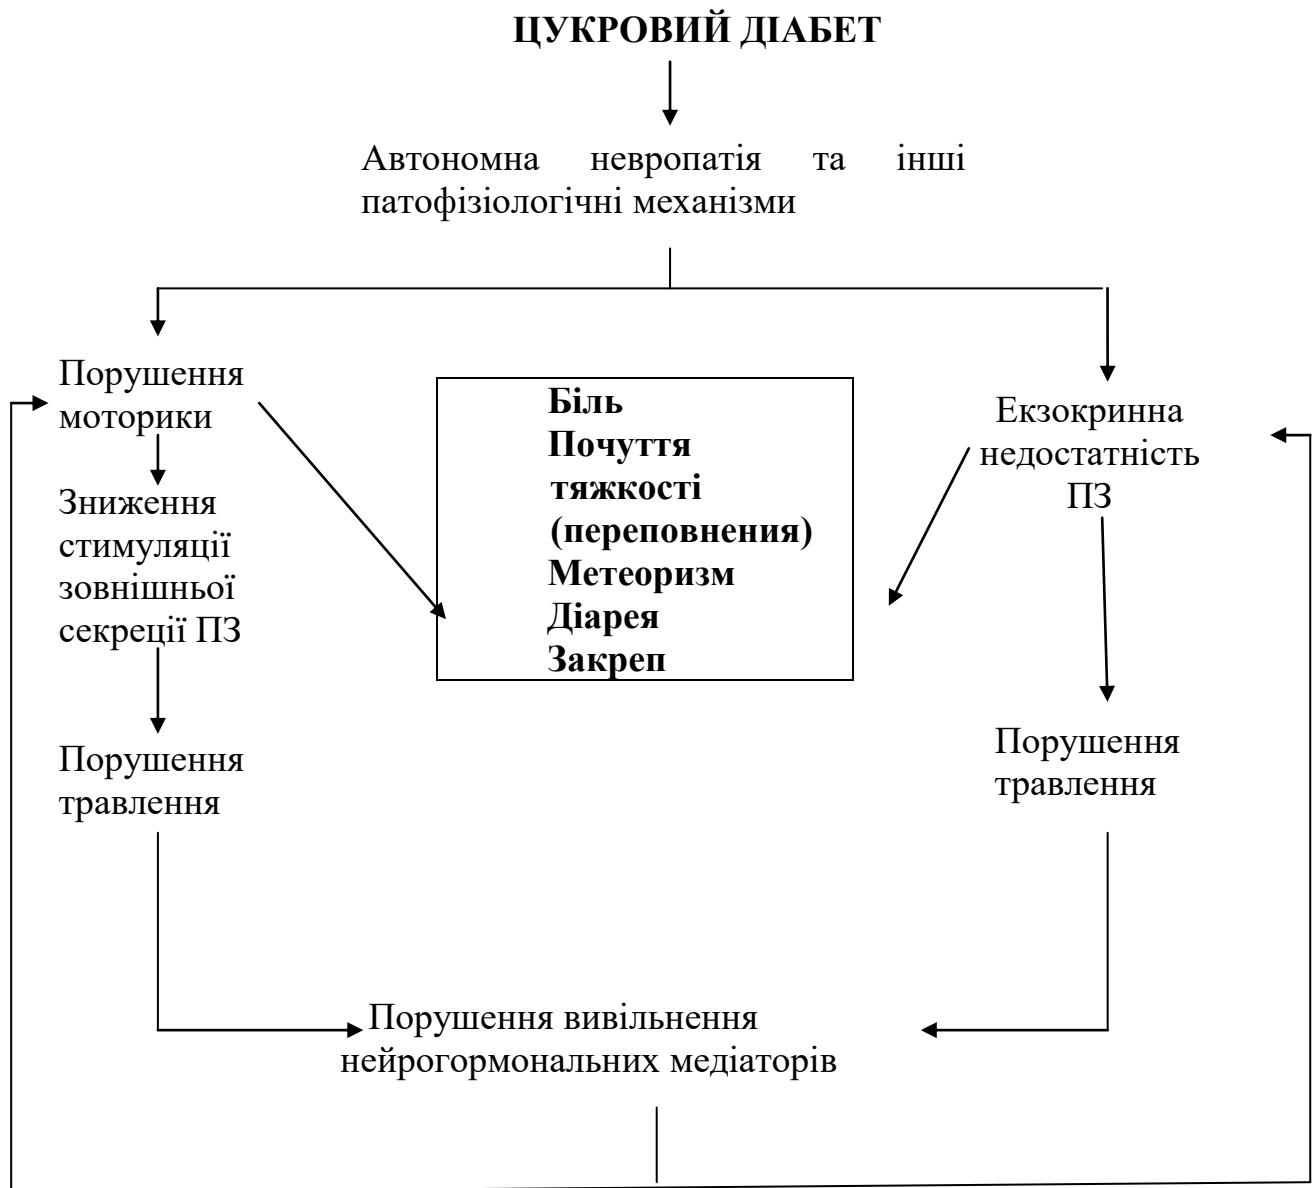 ЦУКРОВИЙ ДІАБЕТ
Автономна невропатія та інші
патофізіологічні механізми
Порушення
моторики
Зниження
стимуляції
зовнішньої
секреції ПЗ
Порушення
травлення
Біль
Почуття
тяжкості
(переповнения)
Метеоризм
Діарея
Закреп
Екзокринна
недостатність
ПЗ
Порушення
травлення
Порушення вивільнення
нейрогормональних медіаторів